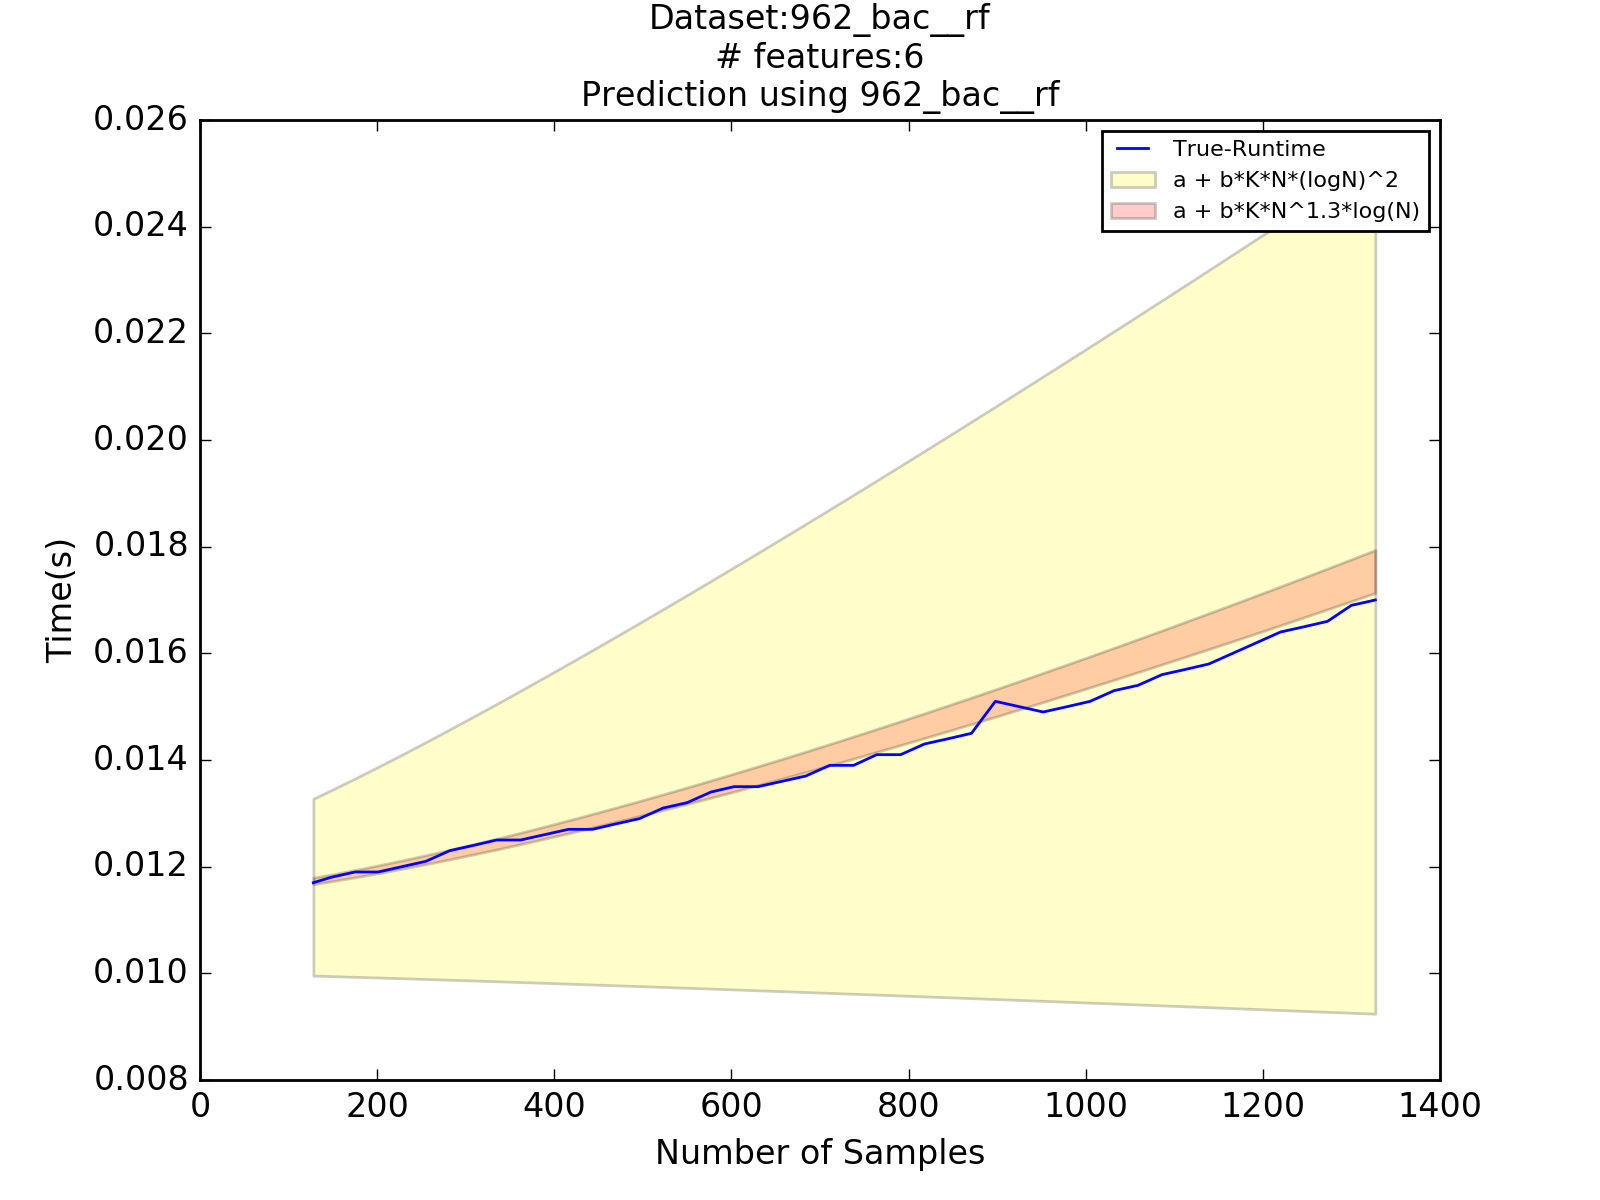 Dataset:962_bac__rf
# features:6
Prediction using 962_bac__rf
0.026
0.024
0.022
0.020
0.018
0.016
0.014
0.012
0.010
0.008
Time(s)
True-Runtime
a + b*K*N*(logN)^2
a + b*K*N^1.3*log(N)
0 200 400 600 800 1000 1200 1400
Number of Samples